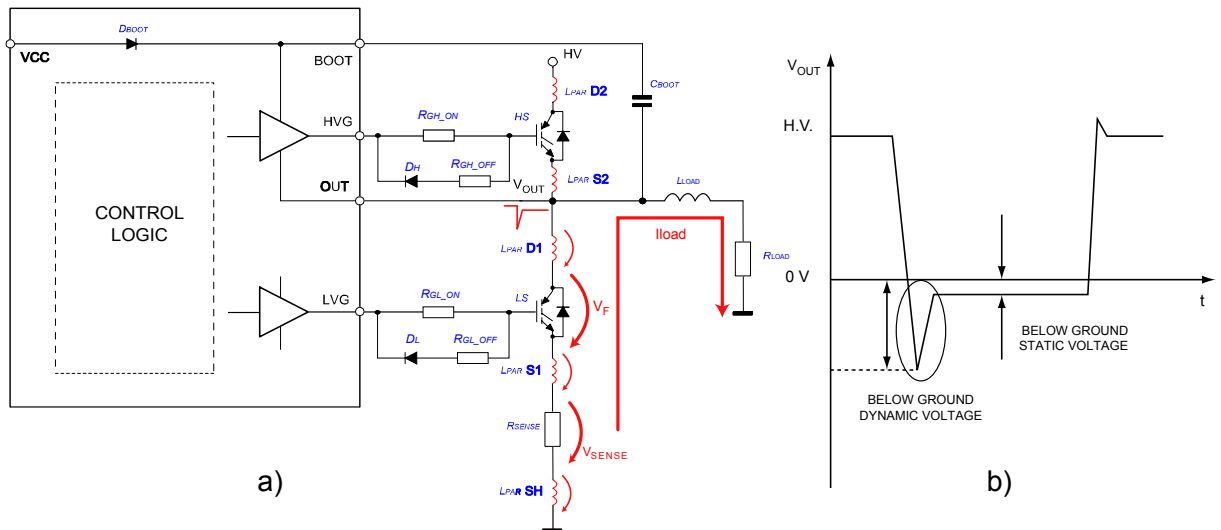 DBOOT
VCC
BOOT
HV
LPAR D2
CBOOT
HVG
RGH_ON
HS
DH
RGH_OFF
OUT
VOUT
LPAR S2
LLOAD
CONTROL
LOGIC
Iload
LPAR D1
RLOAD
LVG
RGL_ON
LS
VF
DL
RGL_OFF
LPAR S1
RSENSE
VSENSE
LPAR SH
a)
VOUT
H.V.
0 V
t
BELOW GROUND
STATIC VOLTAGE
BELOW GROUND
DYNAMIC VOLTAGE
b)